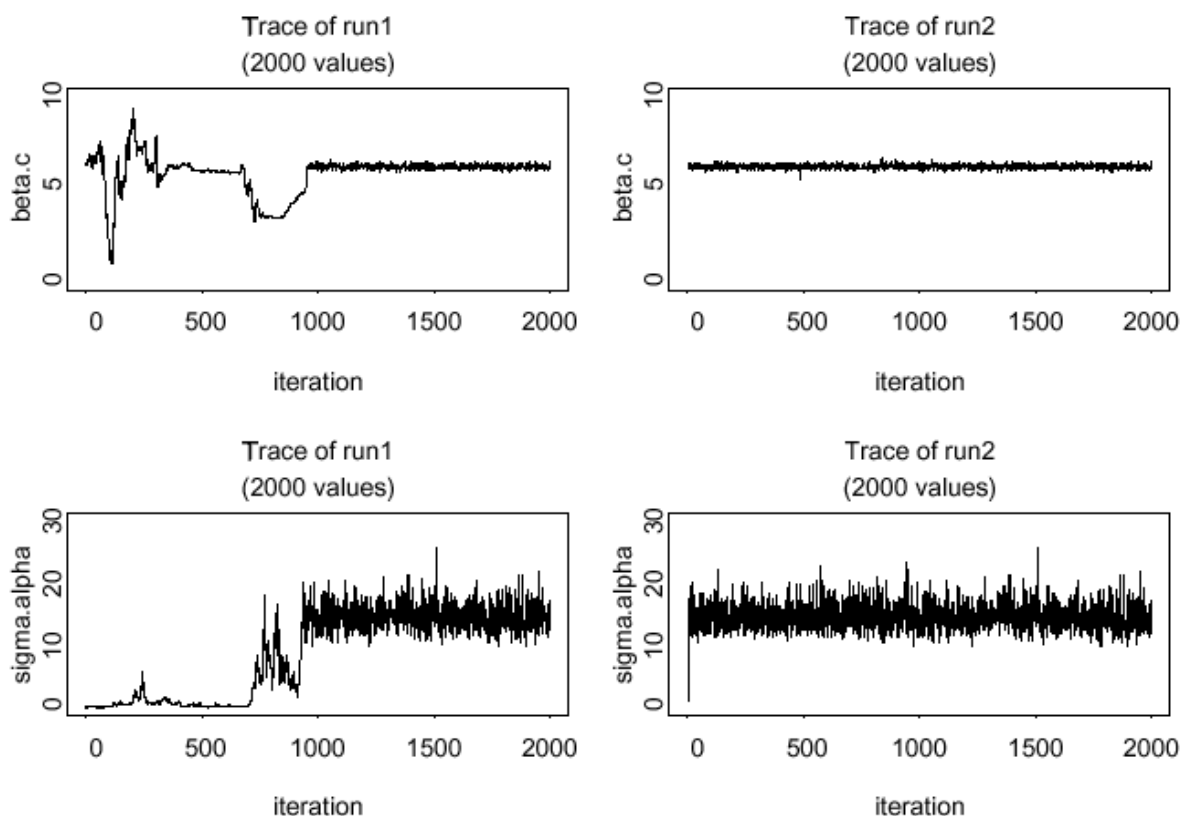 Trace of run1
(2000 values)
beta.c
10
5
0
0 500 1000 1500 2000
iteration
Trace of run2
(2000 values)
beta.c
10
5
0
0 500 1000 1500 2000
iteration
Trace of run1
(2000 values)
sigma.alpha
30
20
10
0
0 500 1000 1500 2000
iteration
Trace of run2
(2000 values)
sigma.alpha
30
20
10
0
0 500 1000 1500 2000
iteration